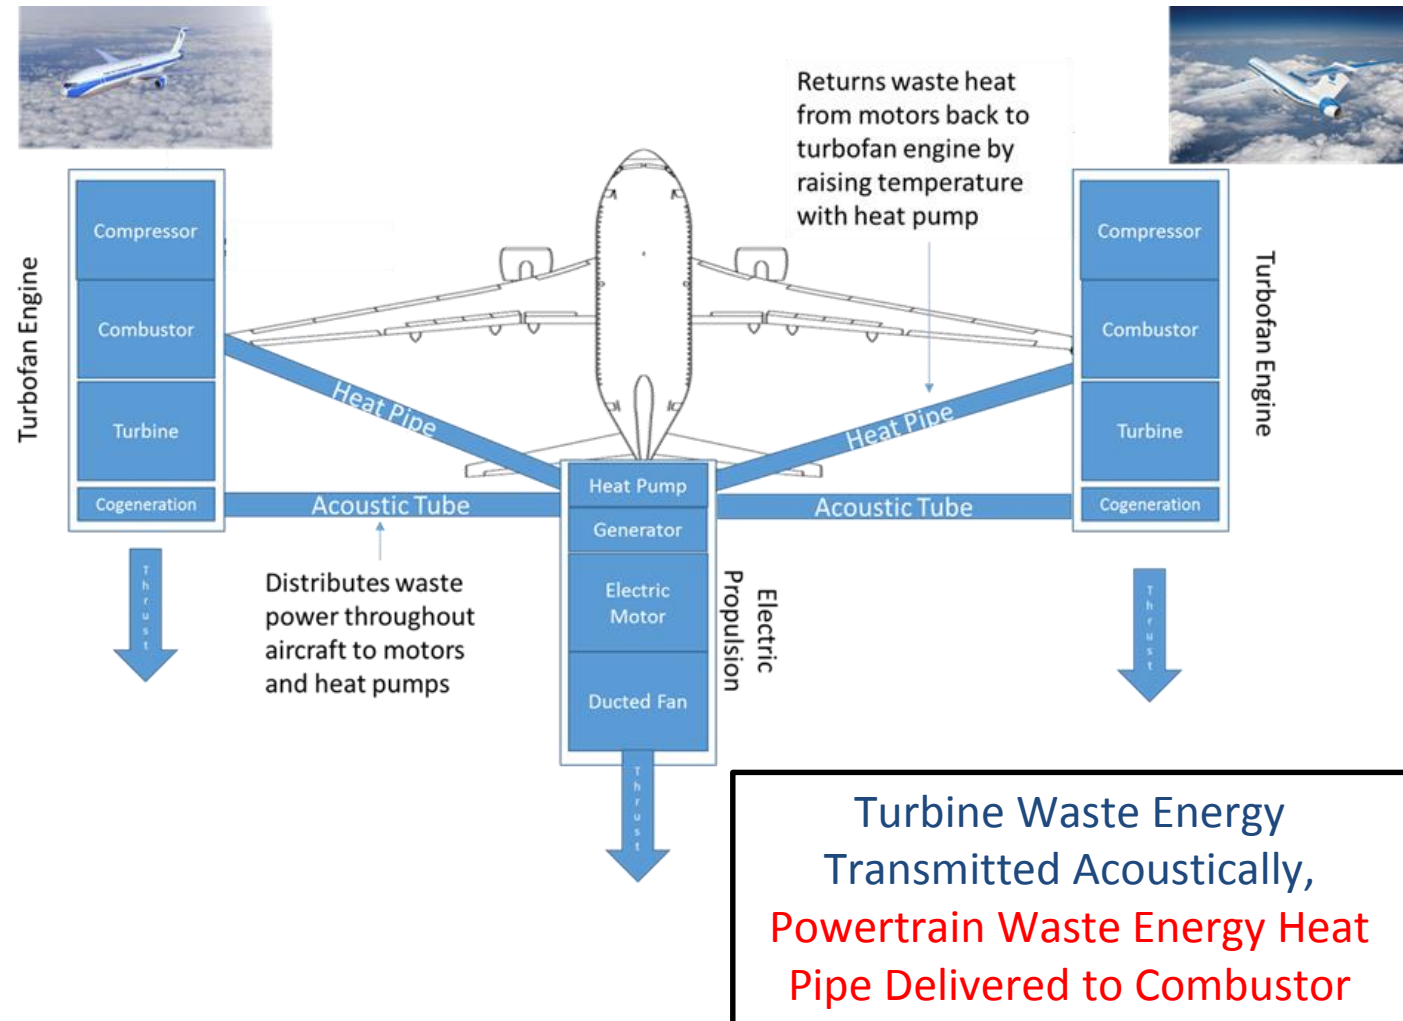 Returns waste heat
from motors back to
turbofan engine by
raising temperature
with heat pump
Turbofan Engine
Compressor
Combustor
Turbine
Cogeneration
Thrust
Heat Pipe
Acoustic Tube
Distributes waste
power throughout
aircraft to motors
and heat pumps
Heat Pump
Generator
Electric
Motor
Ducted Fan
Thrust
Electric
Propulsion
Heat Pipe
Acoustic Tube
Compressor
Combustor
Turbine
Cogeneration
Turbofan Engine
Thrust
Turbine Waste Energy
Transmitted Acoustically,
Powertrain Waste Energy Heat
Pipe Delivered to Combustor